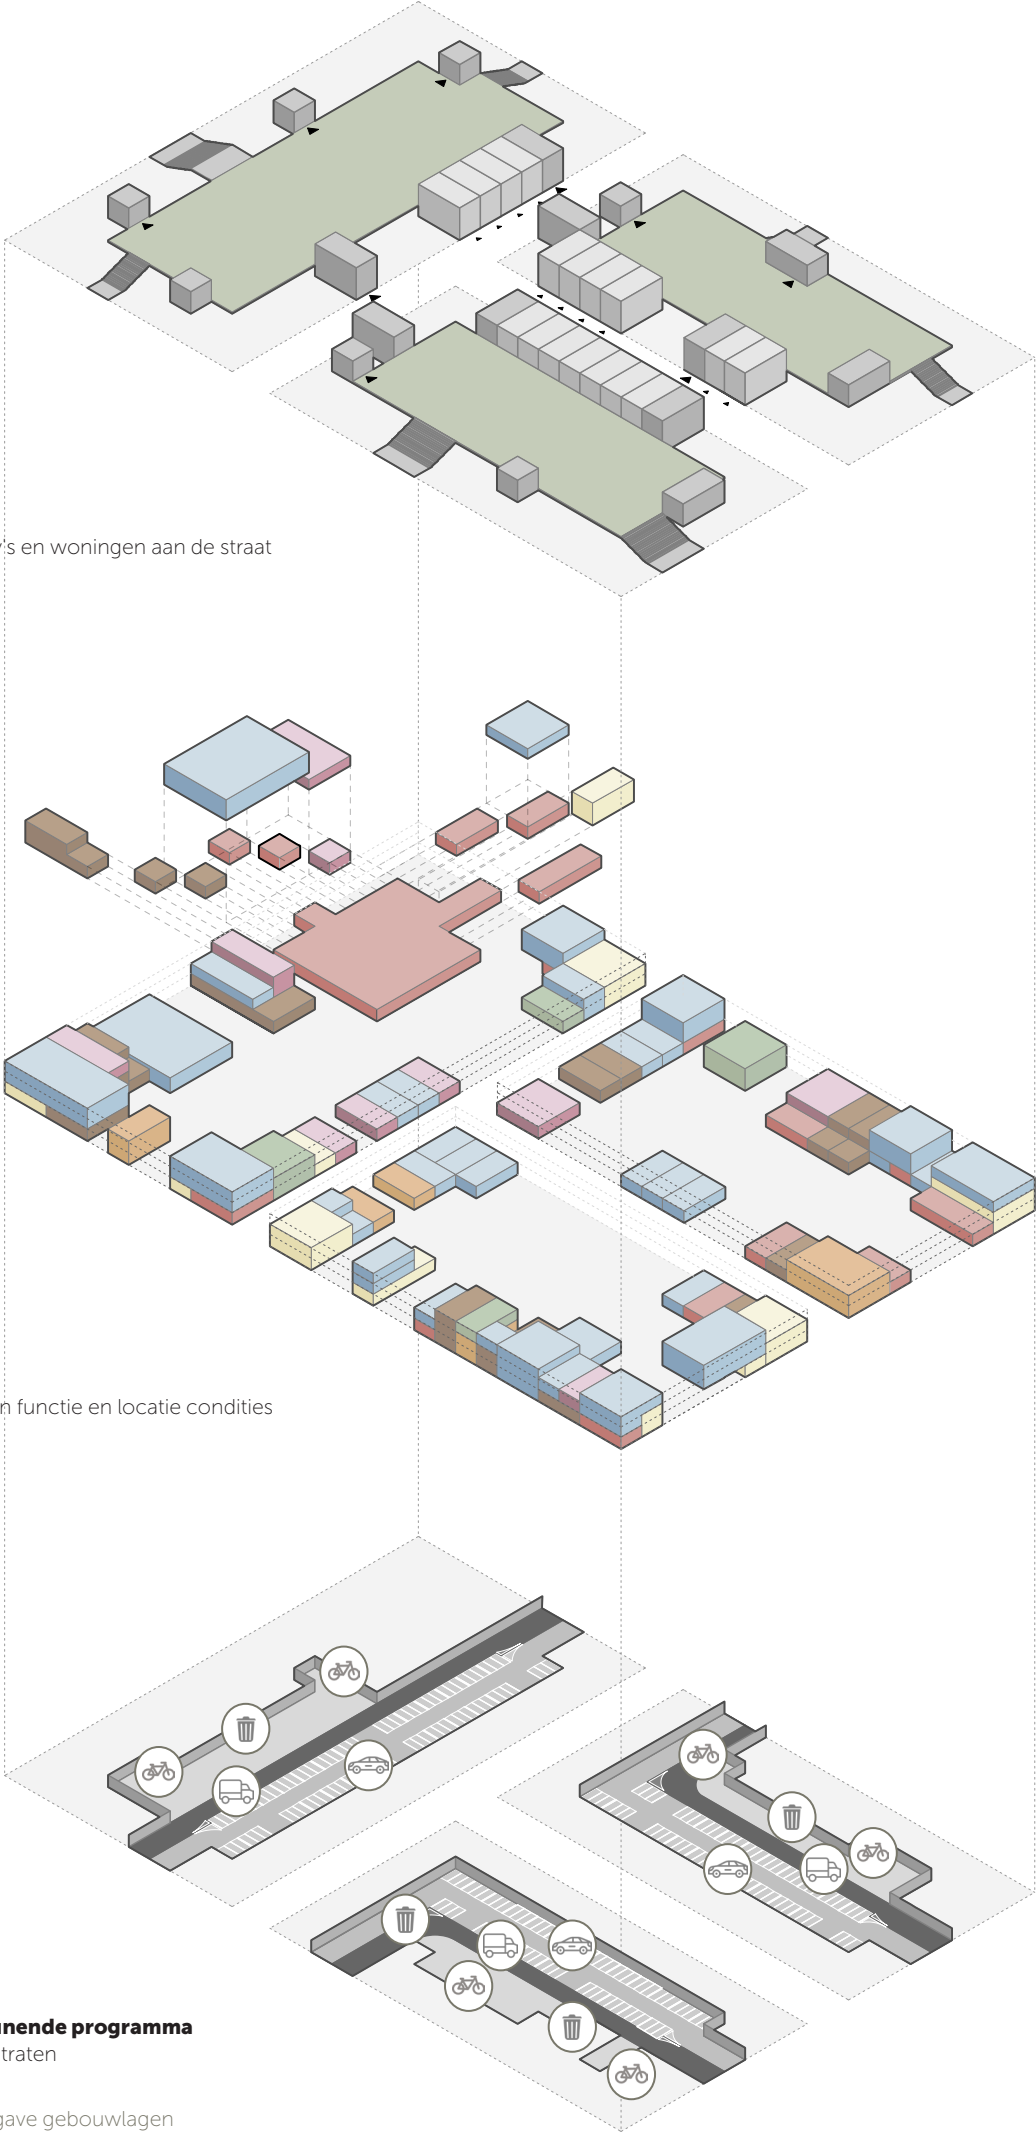 's en woningen aan de straat
n functie en locatie condities
nende programma
traten
gave gebouwlagen